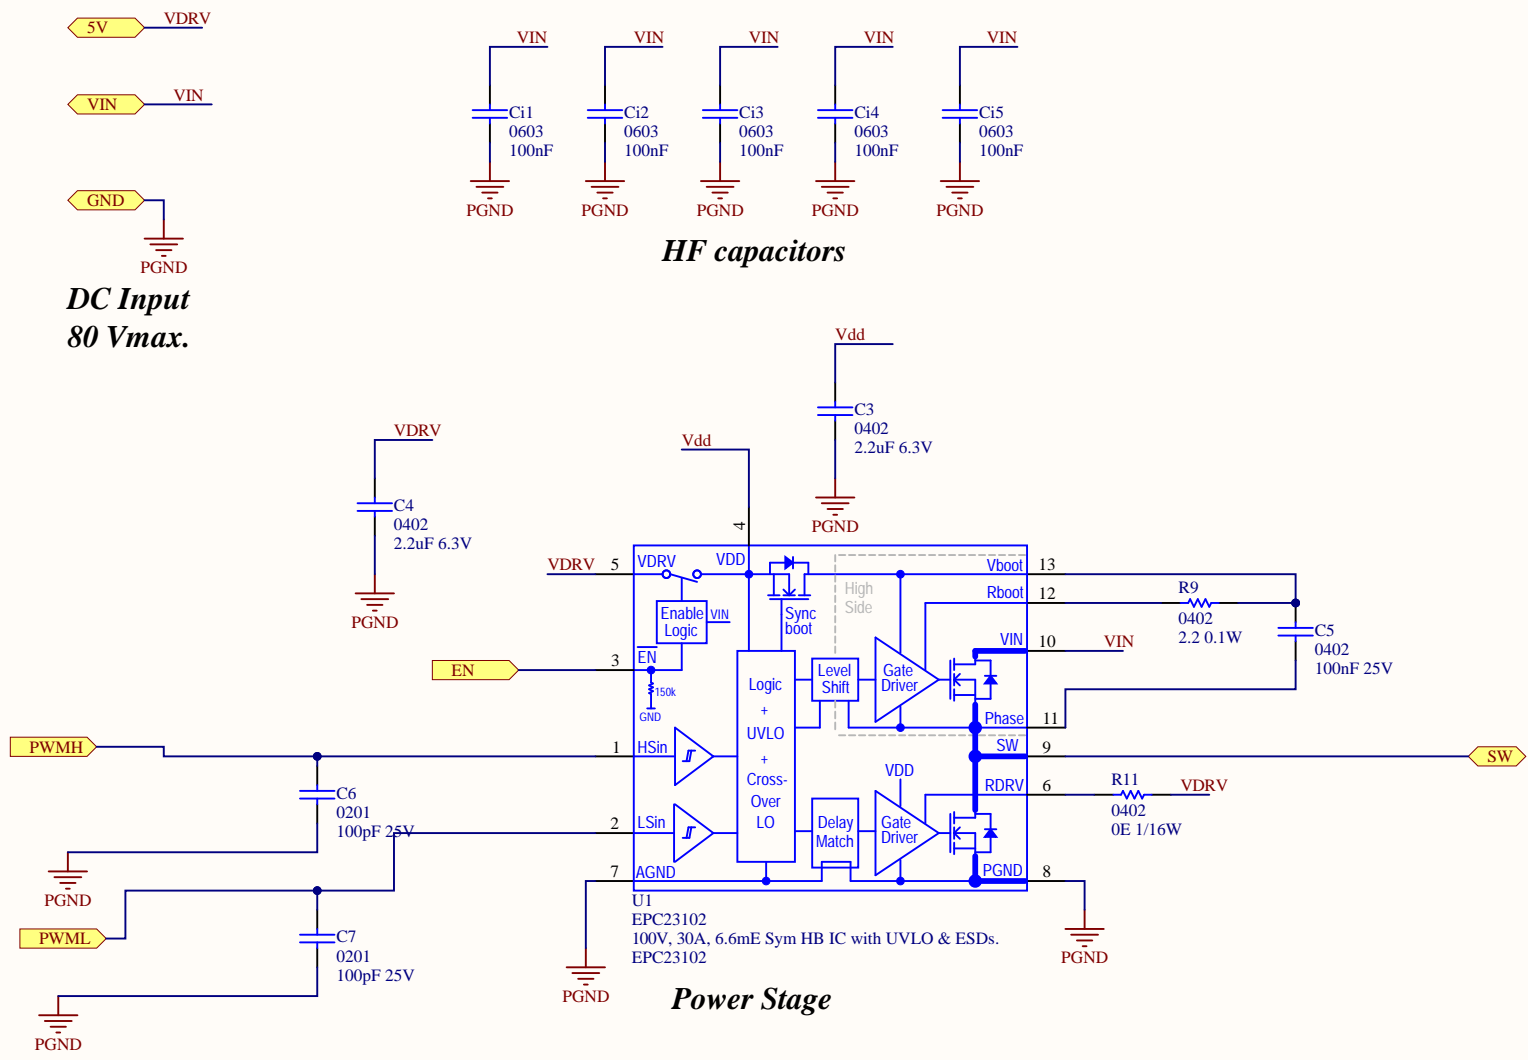 5V
VDRV
VIN
VIN
GND
PGND
DC Input
80 Vmax.
VIN
VIN
VIN
VIN
VIN
Ci1
0603
100nF
Ci2
0603
100nF
Ci3
0603
100nF
Ci4
0603
100nF
Ci5
0603
100nF
PGND
PGND
PGND
PGND
PGND
HF capacitors
Vdd
C3
0402
2.2uF 6.3V
PGND
VDRV
C4
0402
2.2uF 6.3V
PGND
Vdd
4
VDRV
5
VDRV
VDD
Enable
Logic
VIN
Sync
boot
High
Side
Vboot
13
Rboot
12
R9
0402
2.2 0.1W
C5
0402
100nF 25V
EN
3
EN
150k
GND
VIN
10
VIN
Logic
+
UVLO
+
Cross-
Over
LO
Level
Shift
Gate
Driver
Phase
11
PWMH
1
HSin
SW
9
SW
C6
0201
100pF 25V
PGND
VDD
RDRV
6
R11
0402
0E 1/16W
VDRV
2
LSin
Delay
Match
Gate
Driver
7
AGND
PGND
8
PWML
C7
0201
100pF 25V
PGND
U1
EPC23102
100V, 30A, 6.6mE Sym HB IC with UVLO & ESDs.
EPC23102
PGND
PGND
Power Stage